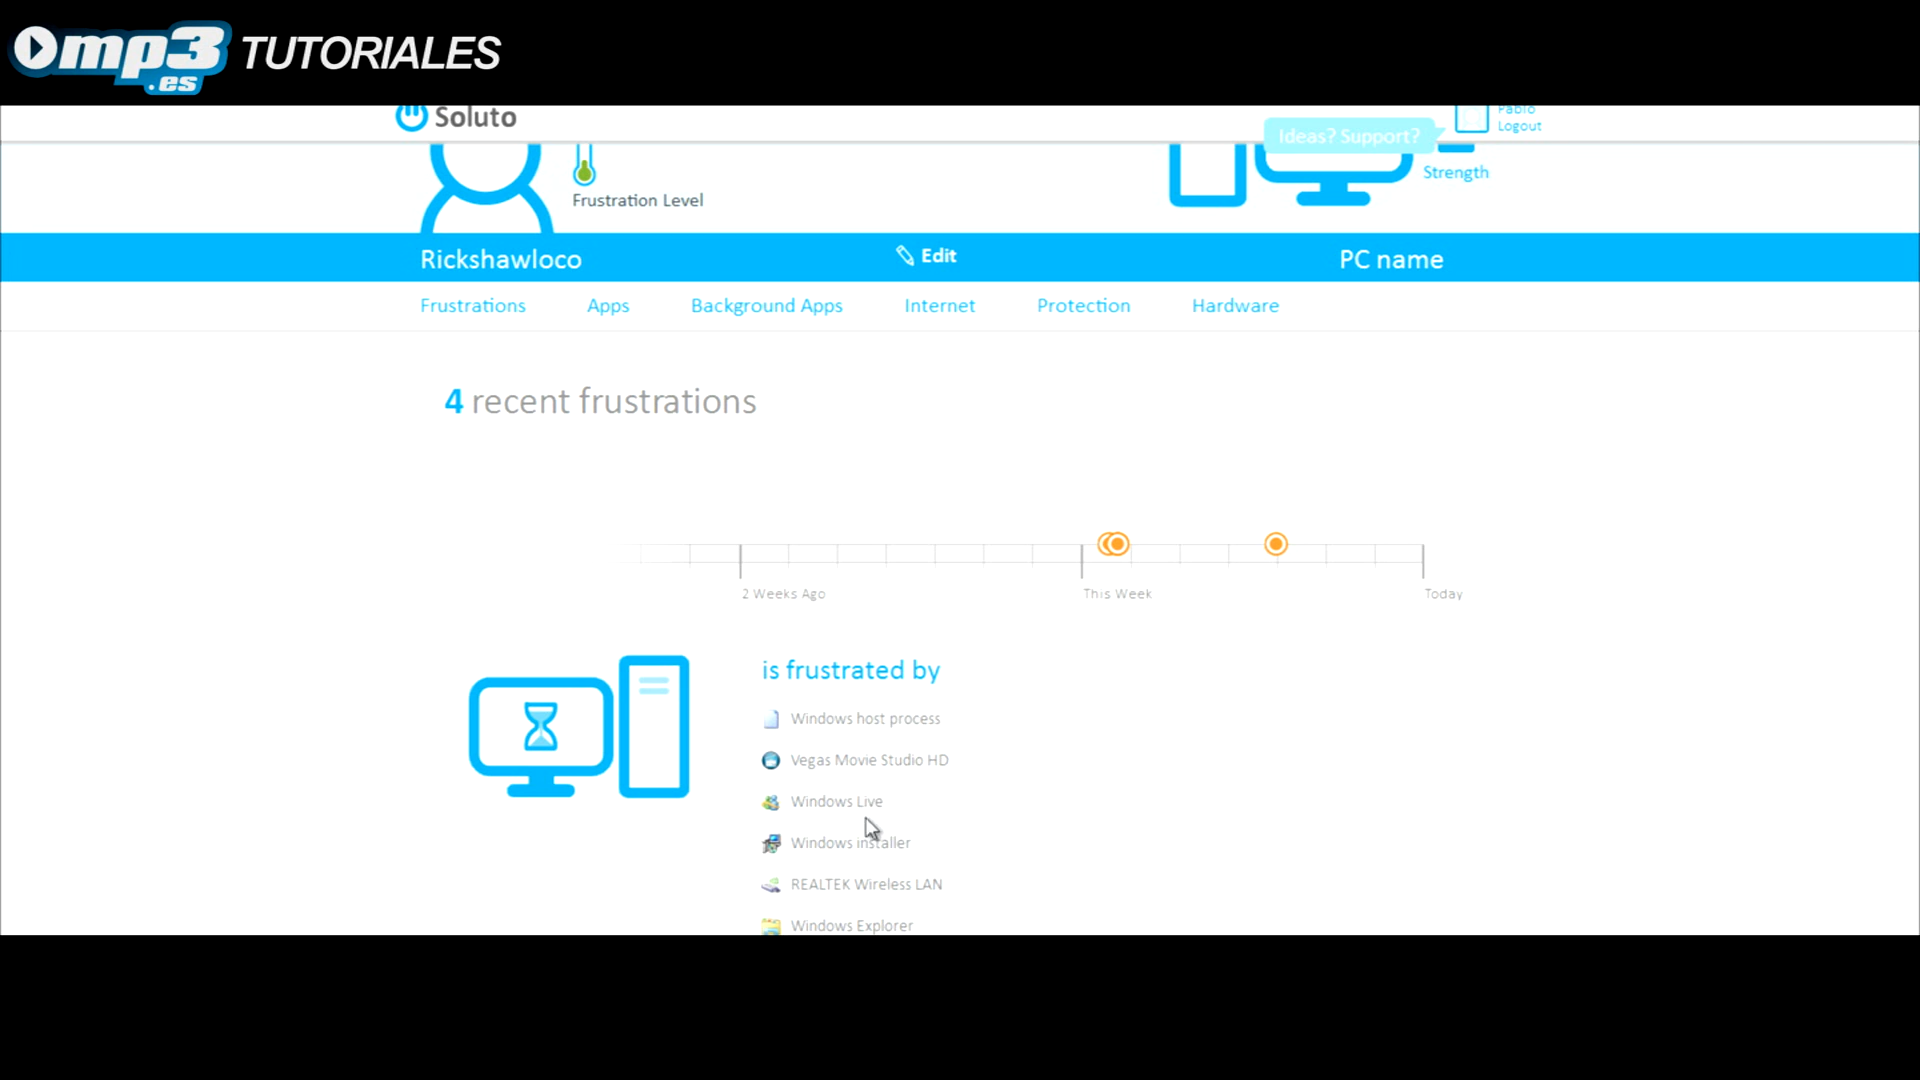 mp3.es TUTORIALES
Soluto
Ideas? Support?
Pablo
Logout
Frustration Level
Strength
Rickshawloco
Edit
PC name
Frustrations Apps Background Apps Internet Protection Hardware
4 recent frustrations
2 Weeks Ago This Week Today
is frustrated by
Windows host process
Vegas Movie Studio HD
Windows Live
Windows installer
REALTEK Wireless LAN
Windows Explorer